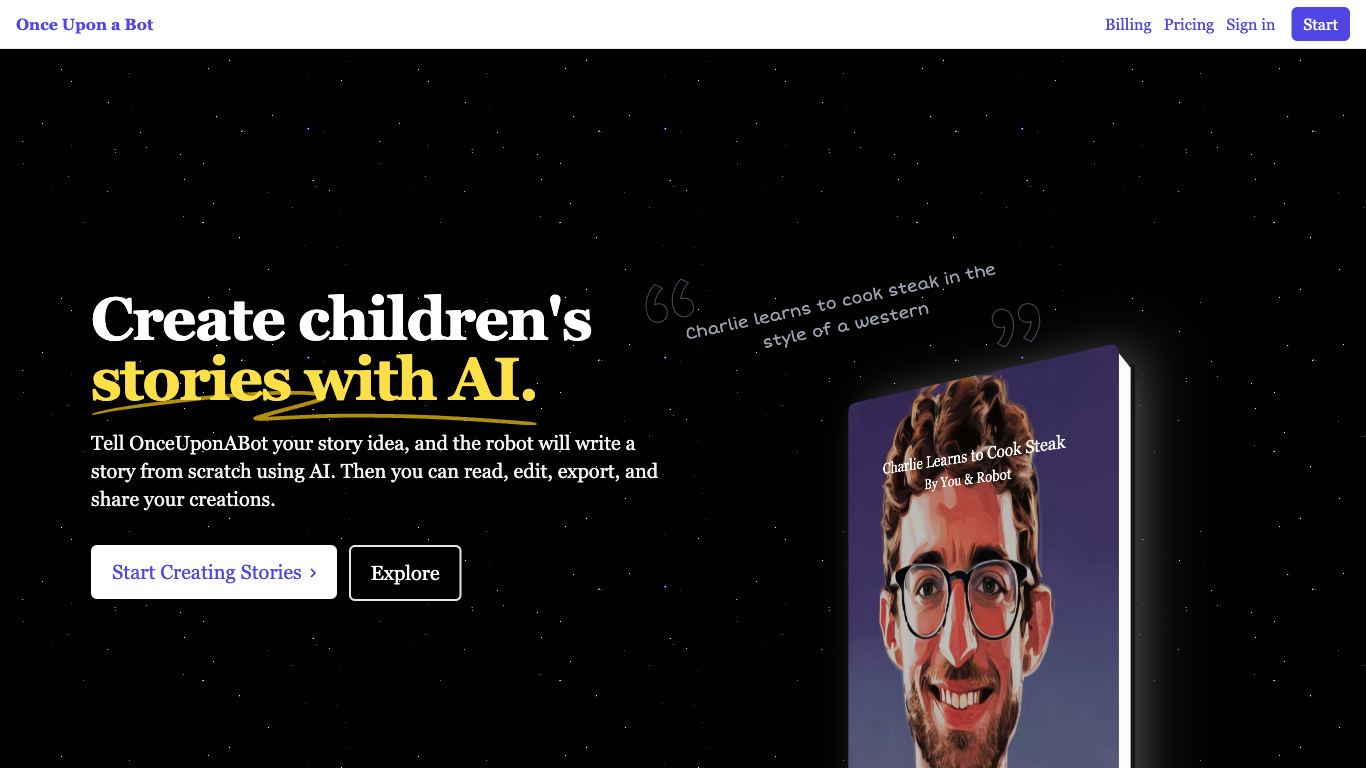 Once Upon a Bot
Billing
Pricing
Sign in
Start
Create children's
stories with AI.
Tell OnceUponABot your story idea, and the robot will write a
story from scratch using AI. Then you can read, edit, export, and
share your creations.
Start Creating Stories ›
Explore
“Charlie learns to cook steak in the
style of a western”
Charlie Learns to Cook Steak
By You & Robot